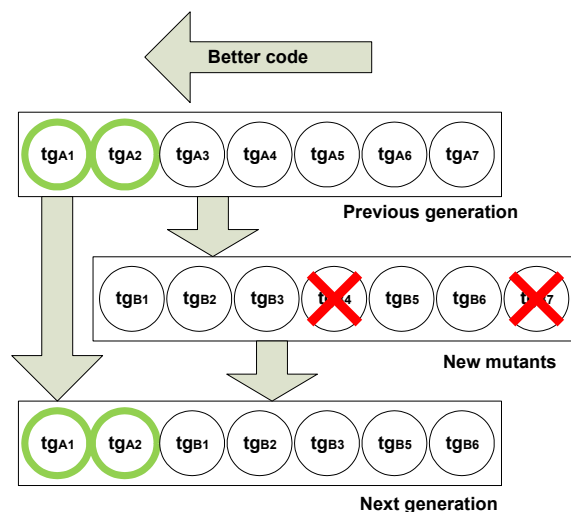 Better code
tgA1 tgA2 tgA3 tgA4 tgA5 tgA6 tgA7
Previous generation
tgB1 tgB2 tgB3 tgB5 tgB6
New mutants
tgA1 tgA2 tgB1 tgB2 tgB3 tgB5 tgB6
Next generation